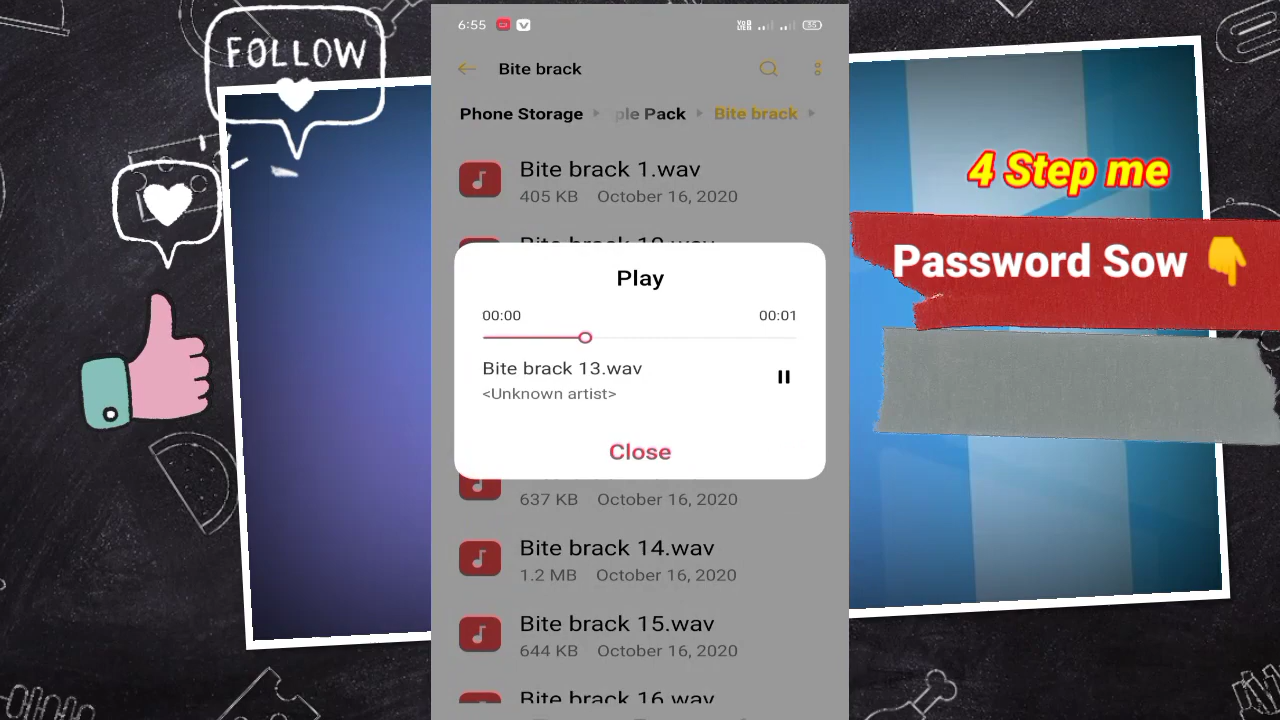 FOLLOW
6:55
VoB
LTE B
85
Bite brack
Phone Storage
ple Pack
Bite brack
Bite brack 1.wav
405 KB October 16, 2020
Play
00:00
00:01
Bite brack 13.wav
<Unknown artist>
Close
637 KB October 16, 2020
Bite brack 14.wav
1.2 MB October 16, 2020
Bite brack 15.wav
644 KB October 16, 2020
Bite brack 16.wav
4 Step me
Password Sow 👇